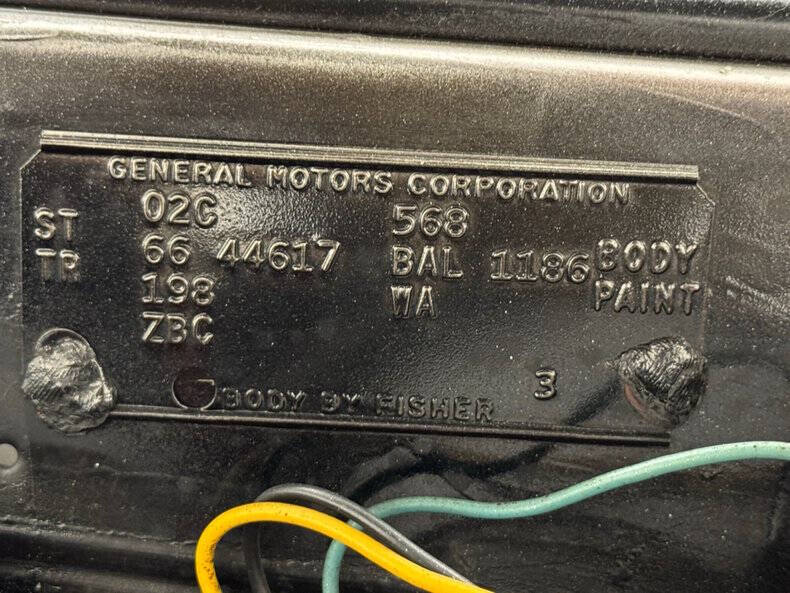 GENERAL MOTORS CORPORATION
02C 568
ST 66 44617 BAL 1186 BODY
TR 198 WA PAINT
ZBC
3
BODY BY FISHER